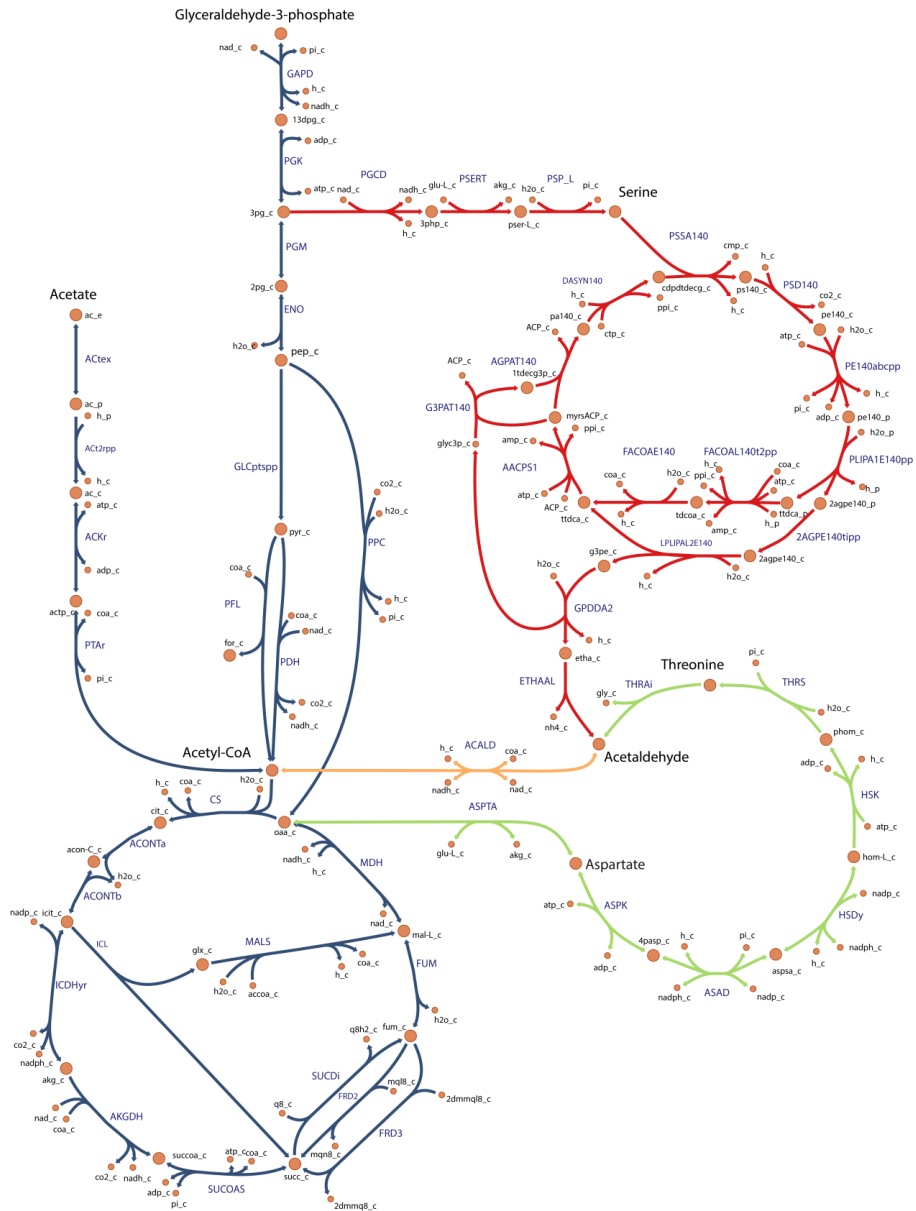 Glyceraldehyde-3-phosphate
nad_c
pi_c
GAPD
h_c
nadh_c
13dpg_c
adp_c
PGK
atp_c
3pg_c
nad_c
PGCD
nadh_c
h_c
3php_c
glu-L_c
PSERT
akg_c
pser-L_c
h2o_c
PSP_L
pi_c
Serine
PSSA140
cmp_c
h_c
PGM
2pg_c
ENO
h2o_c
pep_c
DASYN140
h_c
pa140_c
ctp_c
ppi_c
cdpdtdecg_c
h_c
ps140_c
PSD140
co2_c
pe140_c
atp_c
h2o_c
PE140abcpp
pi_c
adp_c
h_c
pe140_p
h2o_p
PLIPA1E140pp
h_p
2agpe140_p
2AGPE140tipp
2agpe140_c
ACP_c
AGPAT140
1tdecg3p_c
ACP_c
G3PAT140
glyc3p_c
myrsACP_c
ppi_c
amp_c
AACPS1
atp_c
ACP_c
ttdca_c
FACOAE140
coa_c
h2o_c
h_c
tdcoa_c
FACOAL140t2pp
h_c
ppi_c
coa_c
atp_c
amp_c
h_p
ttdca_p
LPLIPAL2E140
h_c
h2o_c
g3pe_c
h2o_c
GPDDA2
h_c
etha_c
ETHAAL
nh4_c
Acetate
ac_e
ACtex
ac_p
h_p
ACt2rpp
h_c
ac_c
atp_c
ACKr
adp_c
actp_c
coa_c
PTAr
pi_c
GLCptspp
pyr_c
coa_c
PFL
for_c
coa_c
nad_c
PDH
co2_c
nadh_c
co2_c
h2o_c
PPC
h_c
pi_c
Acetyl-CoA
h_c
ACALD
coa_c
nadh_c
nad_c
Acetaldehyde
Threonine
gly_c
THRAi
pi_c
THRS
h2o_c
phom_c
adp_c
h_c
HSK
atp_c
hom-L_c
nadp_c
HSDy
nadph_c
h_c
aspsa_c
pi_c
h_c
ASAD
nadph_c
nadp_c
4pasp_c
adp_c
ASPK
atp_c
Aspartate
ASPTA
glu-L_c
akg_c
h2o_c
CS
coa_c
h_c
cit_c
oaa_c
ACONTa
acon-C_c
h2o_c
ACONTb
icit_c
nadp_c
ICL
glx_c
MALS
h2o_c
accoa_c
h_c
coa_c
nadh_c
h_c
MDH
nad_c
mal-L_c
FUM
h2o_c
fum_c
ICDHyr
co2_c
nadph_c
akg_c
nad_c
coa_c
AKGDH
co2_c
nadh_c
succoa_c
adp_c
pi_c
SUCOAS
atp_c
coa_c
succ_c
q8_c
SUCDi
q8h2_c
FRD2
mql8_c
mqn8_c
FRD3
2dmmql8_c
2dmmq8_c